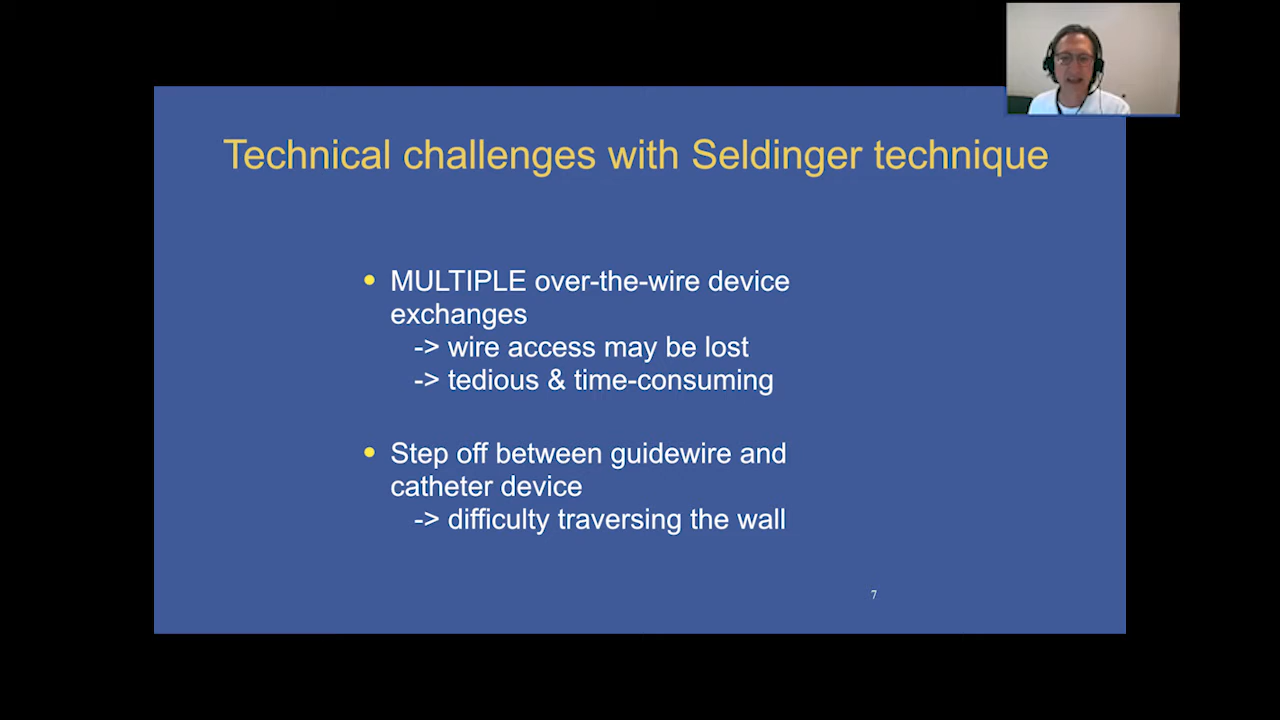 Technical challenges with Seldinger technique
• MULTIPLE over-the-wire device
exchanges
-> wire access may be lost
-> tedious & time-consuming
• Step off between guidewire and
catheter device
-> difficulty traversing the wall
7